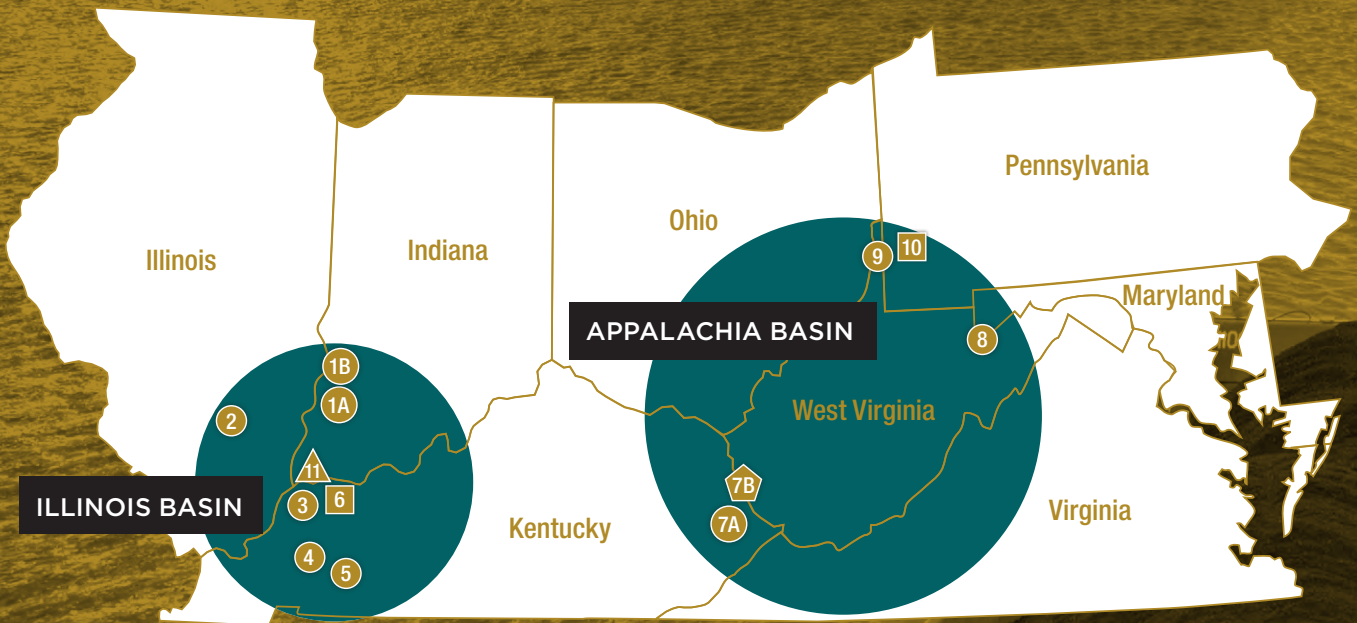 Pennsylvania
Ohio
Illinois
Indiana
9
10
Maryland
APPALACHIA BASIN
8
1B
1A
2
West Virginia
11
7B
ILLINOIS BASIN
3
6
7A
Virginia
Kentucky
4
5